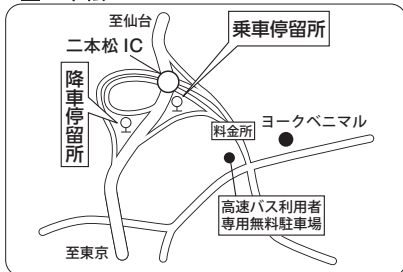 至仙台
二本松 IC
乗車停留所
降車停留所
料金所
ヨークベニマル
高速バス利用者
専用無料駐車場
至東京